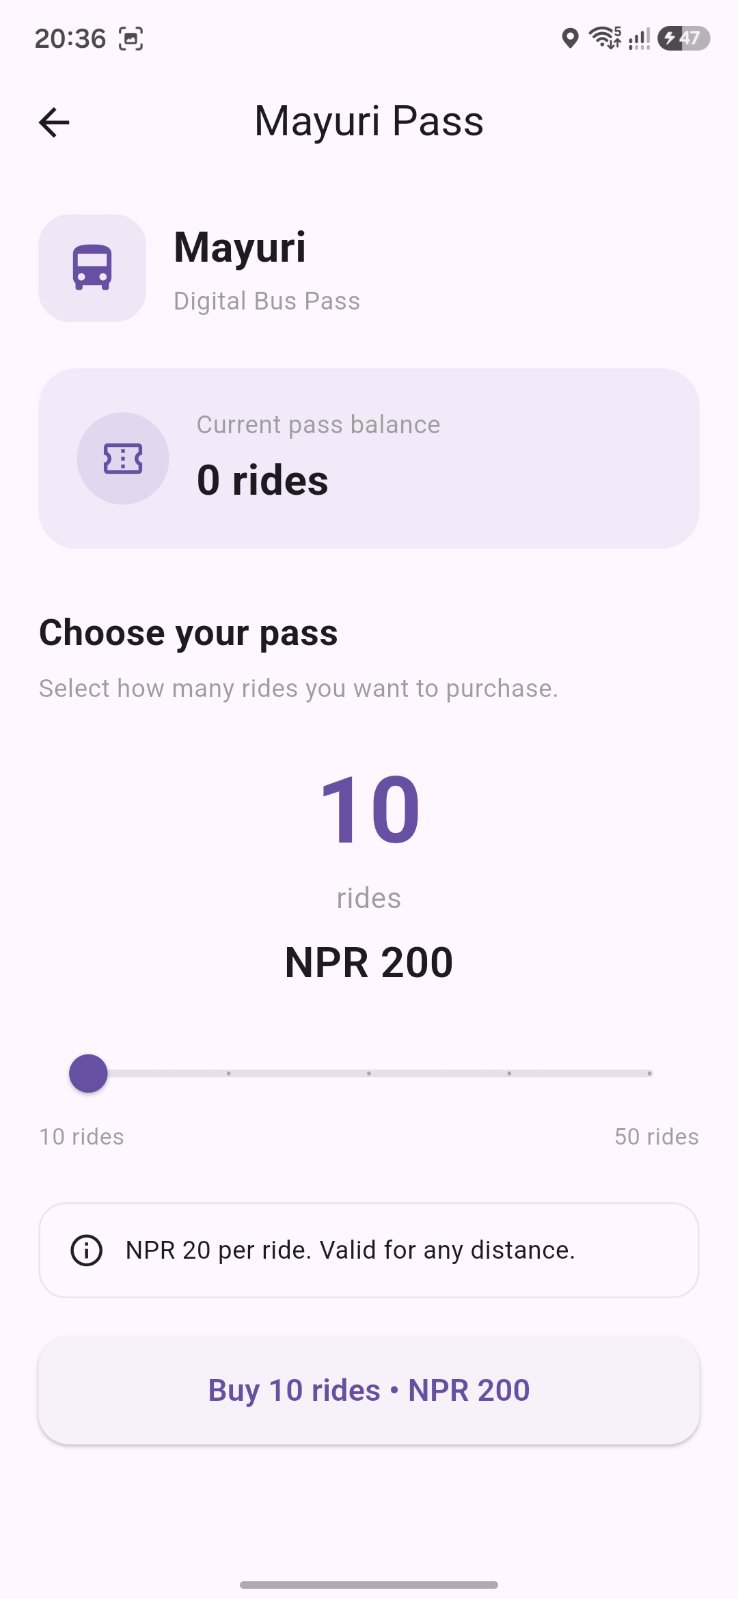 20:36
5
47
Mayuri Pass
Mayuri
Digital Bus Pass
Current pass balance
0 rides
Choose your pass
Select how many rides you want to purchase.
10
rides
NPR 200
10 rides
50 rides
NPR 20 per ride. Valid for any distance.
Buy 10 rides • NPR 200